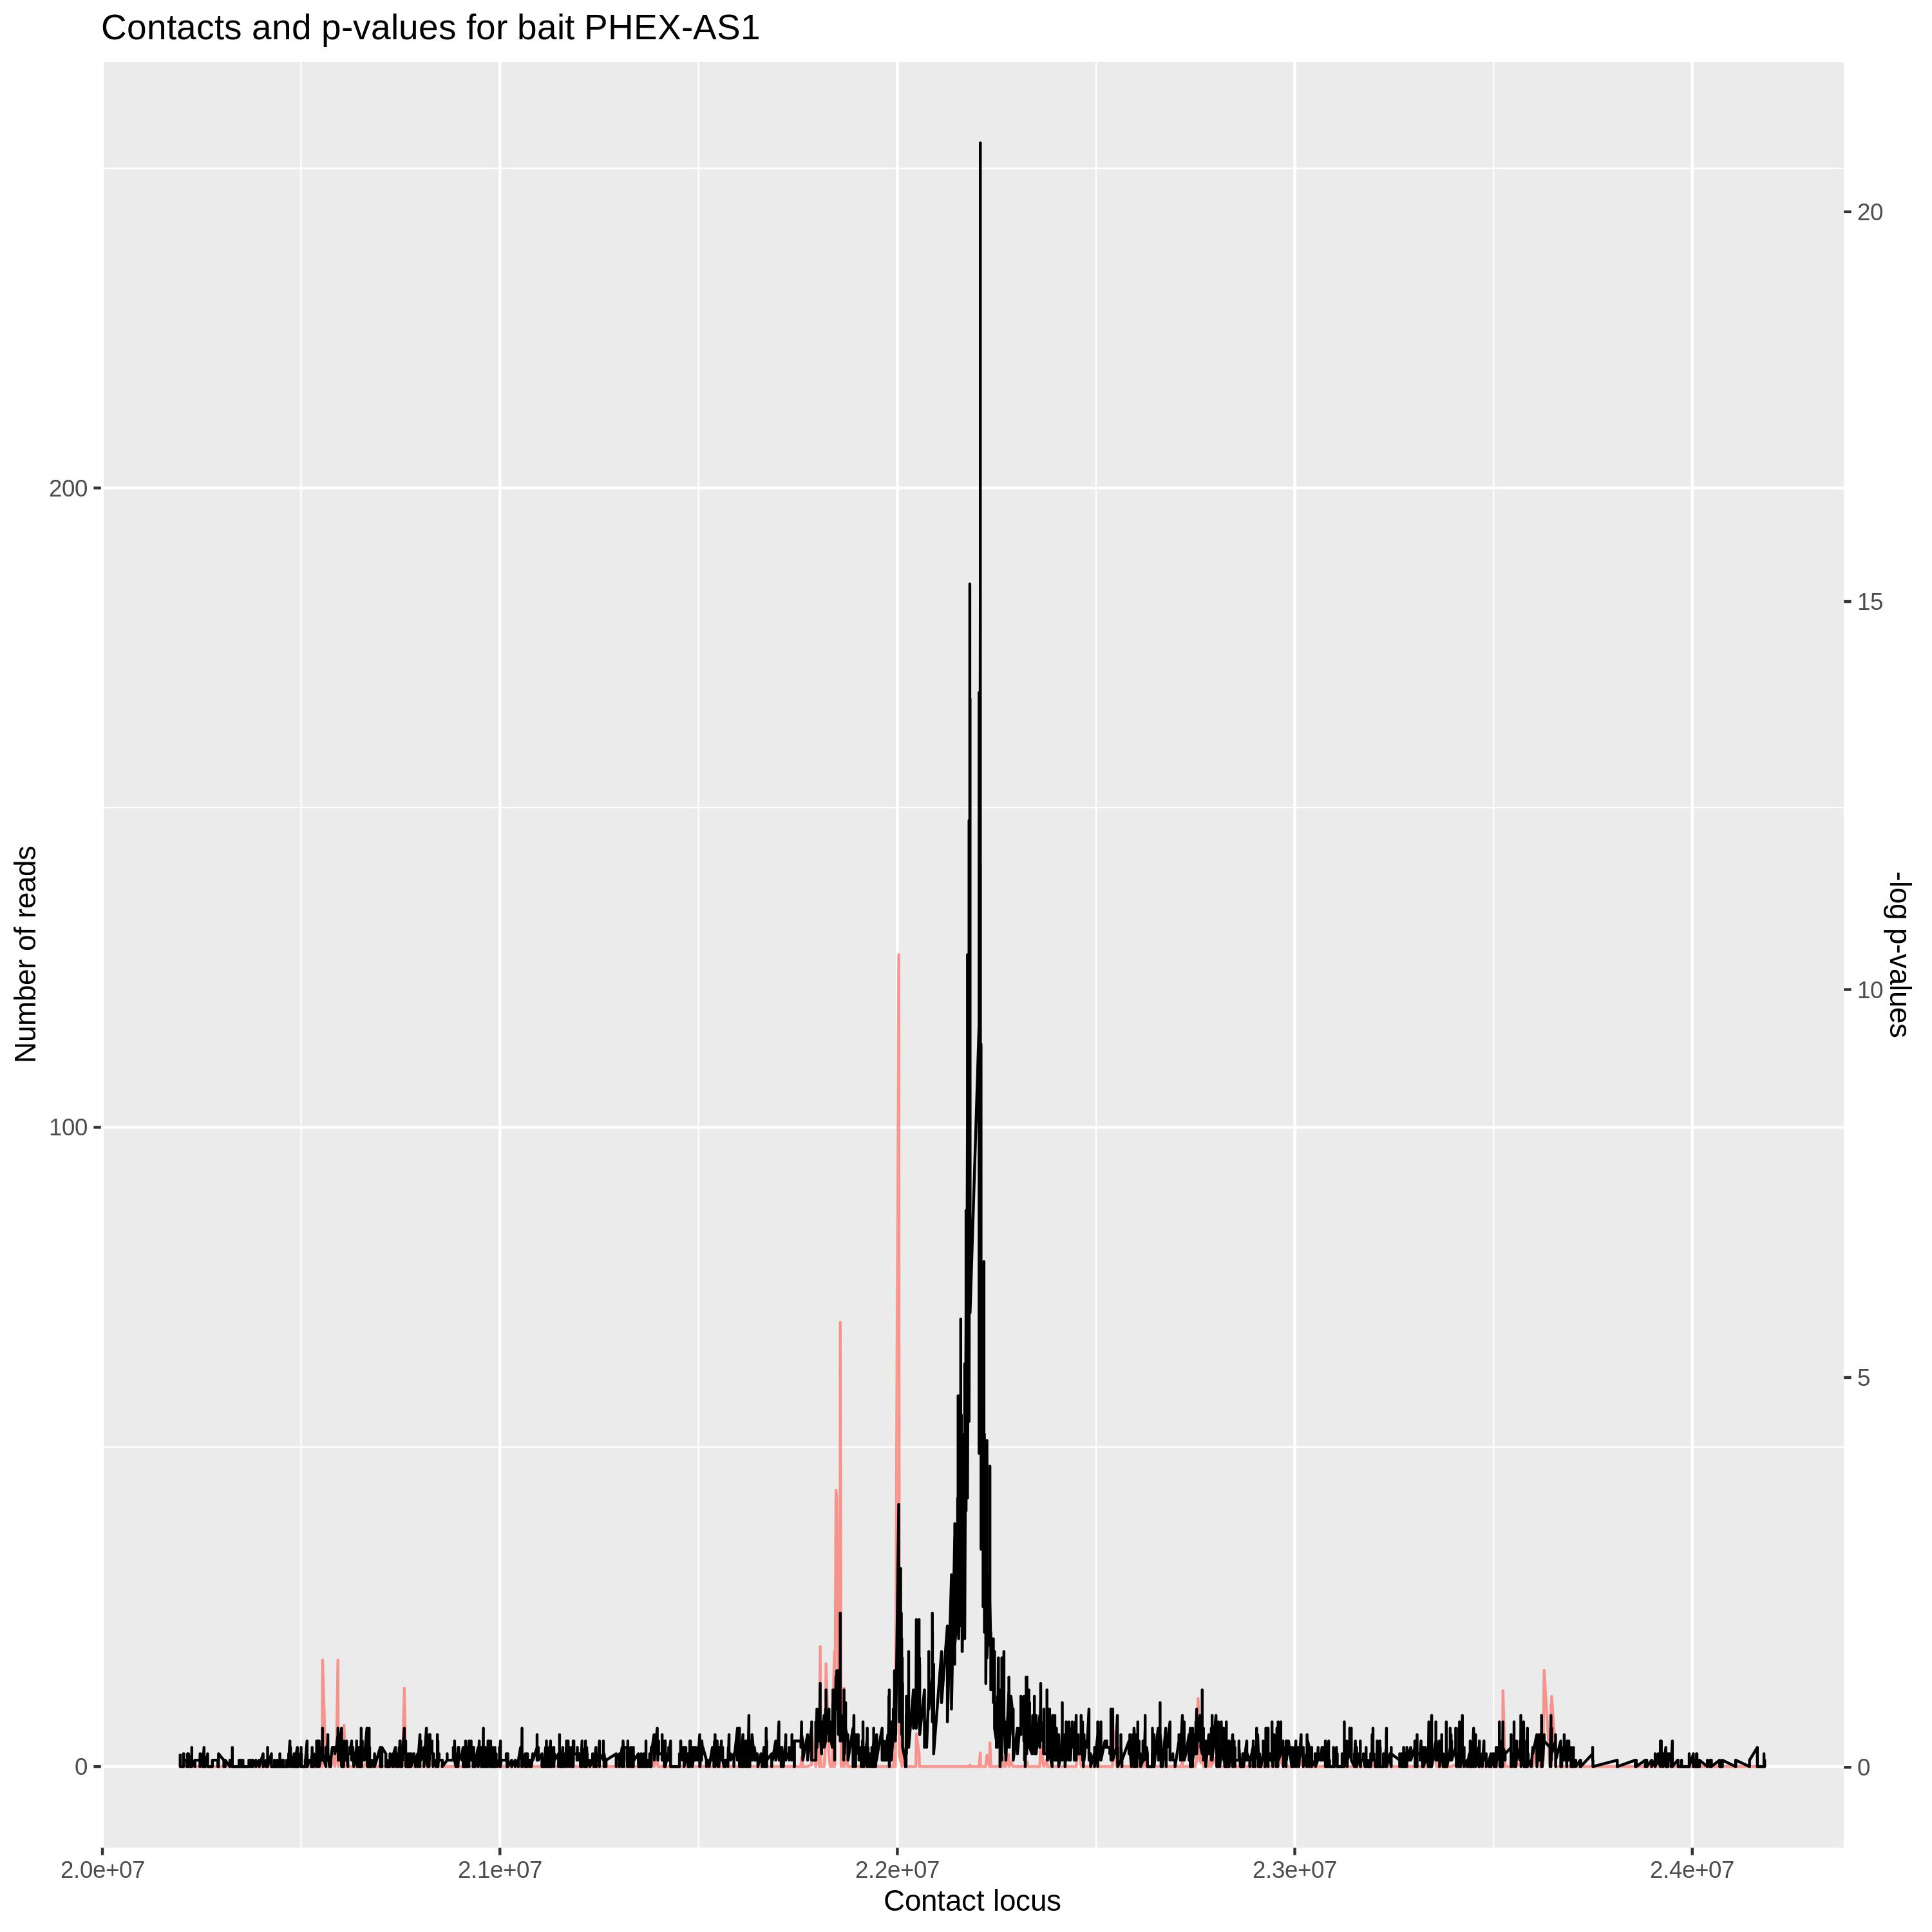 Contacts and p-values for bait PHEX-AS1
Number of reads
200
100
0
20
15
10
5
0
-log p-values
2.0e+07
2.1e+07
2.2e+07
2.3e+07
2.4e+07
Contact locus